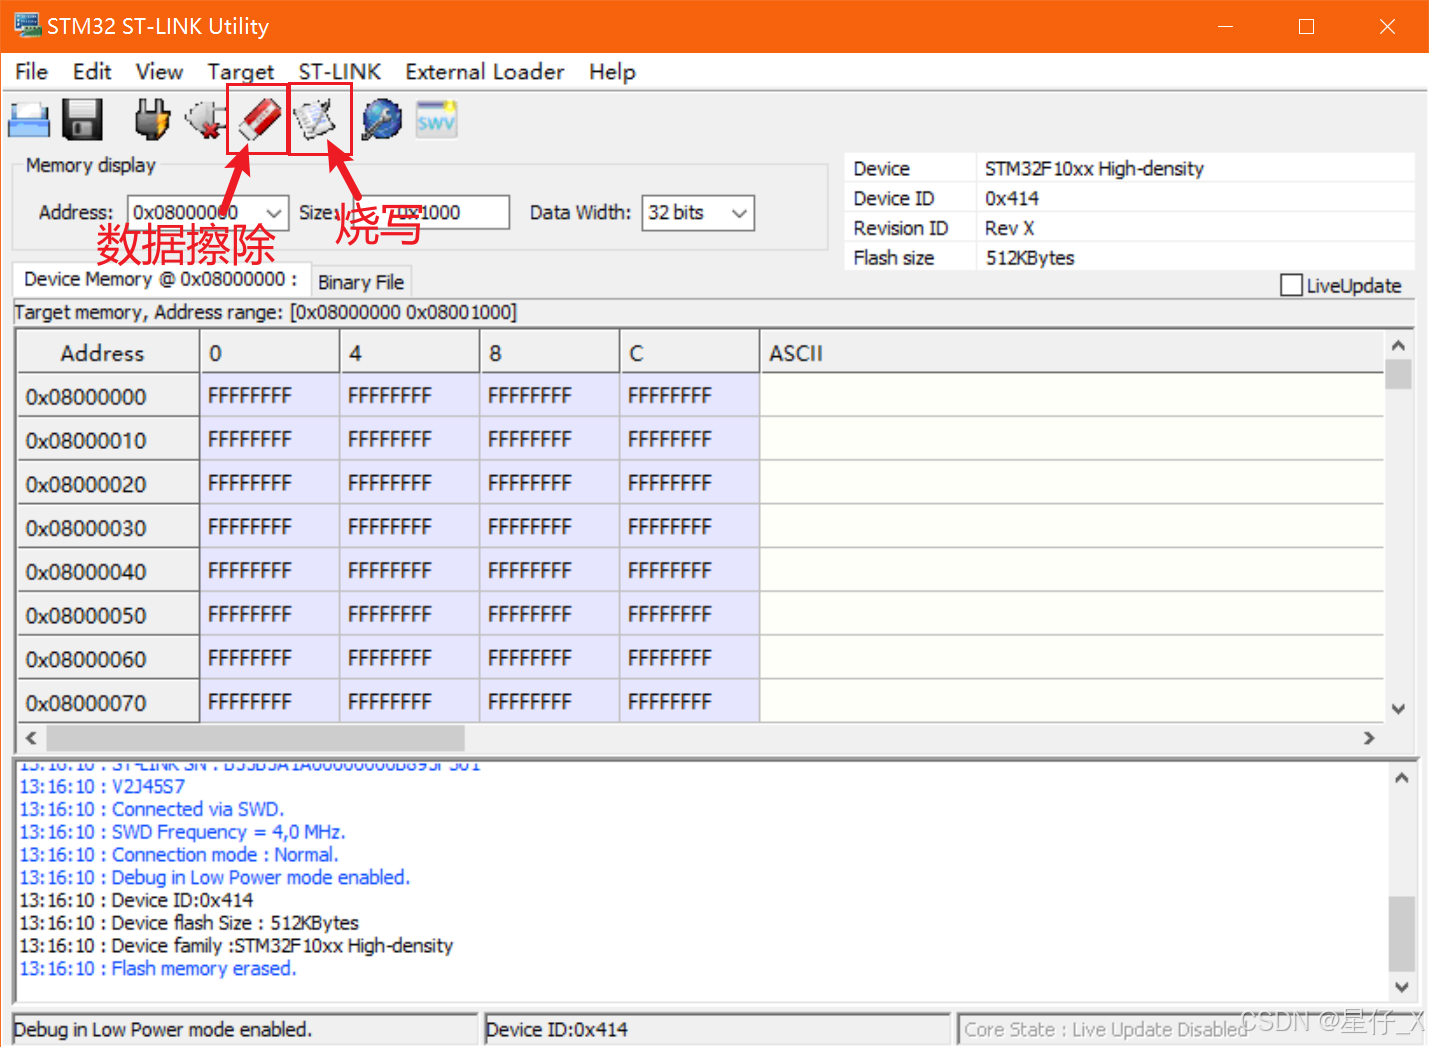 STM32 ST-LINK Utility
File Edit View Target ST-LINK External Loader Help
SWV
Memory display
Address: 0x08000000 Size: 0x1000 Data Width: 32 bits
数据擦除
烧写
Device STM32F10xx High-density
Device ID 0x414
Revision ID Rev X
Flash size 512KBytes
LiveUpdate
Device Memory @ 0x08000000 : Binary File
Target memory, Address range: [0x08000000 0x08001000]
Address 0 4 8 C ASCII
0x08000000 FFFFFFFF FFFFFFFF FFFFFFFF FFFFFFFF
0x08000010 FFFFFFFF FFFFFFFF FFFFFFFF FFFFFFFF
0x08000020 FFFFFFFF FFFFFFFF FFFFFFFF FFFFFFFF
0x08000030 FFFFFFFF FFFFFFFF FFFFFFFF FFFFFFFF
0x08000040 FFFFFFFF FFFFFFFF FFFFFFFF FFFFFFFF
0x08000050 FFFFFFFF FFFFFFFF FFFFFFFF FFFFFFFF
0x08000060 FFFFFFFF FFFFFFFF FFFFFFFF FFFFFFFF
0x08000070 FFFFFFFF FFFFFFFF FFFFFFFF FFFFFFFF
13:16:10 : ST-LINK SN :
13:16:10 : V2J45S7
13:16:10 : Connected via SWD.
13:16:10 : SWD Frequency = 4,0 MHz.
13:16:10 : Connection mode : Normal.
13:16:10 : Debug in Low Power mode enabled.
13:16:10 : Device ID:0x414
13:16:10 : Device flash Size : 512KBytes
13:16:10 : Device family :STM32F10xx High-density
13:16:10 : Flash memory erased.
Debug in Low Power mode enabled. Device ID:0x414 Core State : Live Update Disabled
CSDN @星仔_X